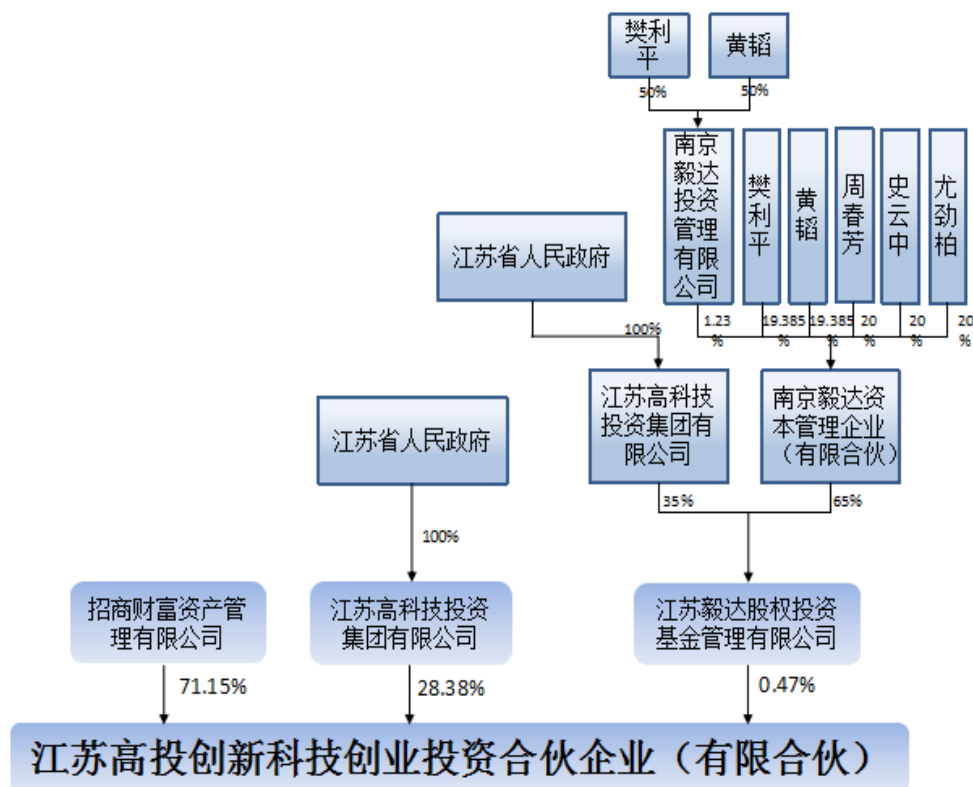 樊利
平
黄韬
50%
50%
南京
毅达
投资
管理
有限
公司
樊
利
平
黄
韬
周
春
芳
史
云
中
尤
劲
柏
江苏省人民政府
100%
1.23
%
19.385
%
19.385
%
20
%
20
%
20
%
江苏高科技
投资集团有
限公司
南京毅达资
本管理企业
（有限合伙）
江苏省人民政府
35%
65%
100%
招商财富资产管
理有限公司
江苏高科技投资
集团有限公司
江苏毅达股权投资
基金管理有限公司
71.15%
28.38%
0.47%
江苏高投创新科技创业投资合伙企业（有限合伙）